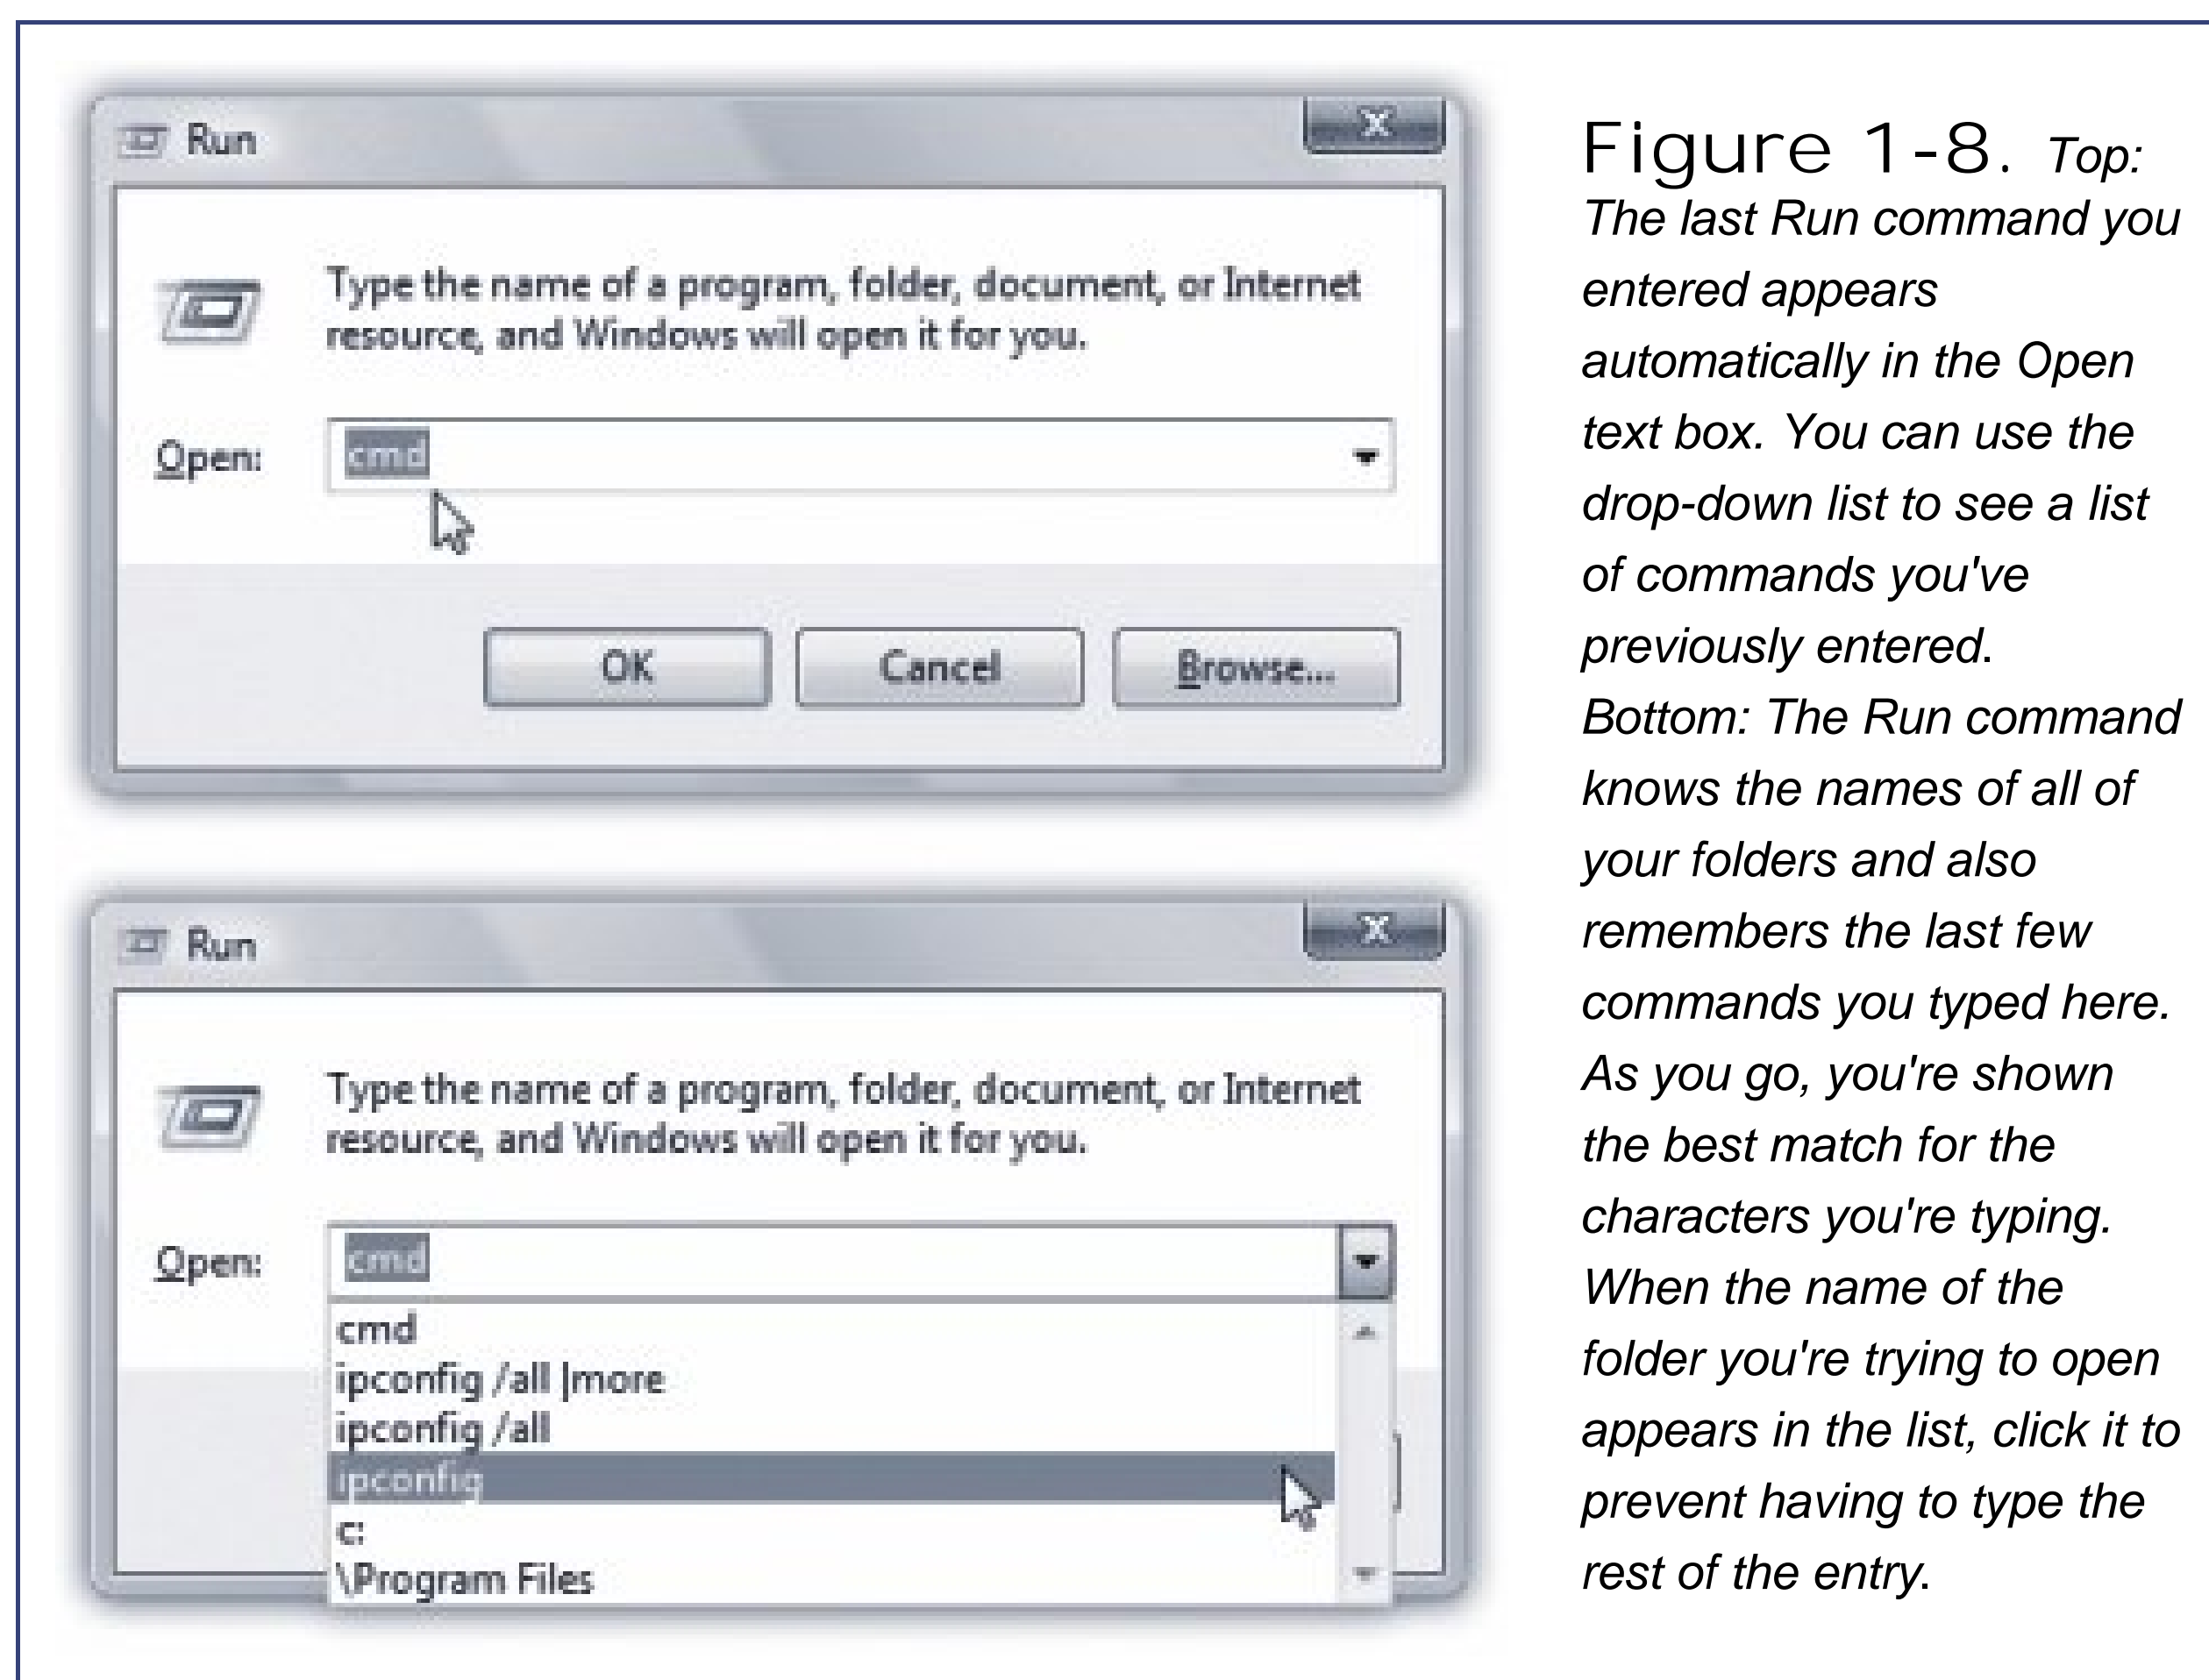 Run
X
Type the name of a program, folder, document, or Internet
resource, and Windows will open it for you.
Open: cmd
OK Cancel Browse...
Run
X
Type the name of a program, folder, document, or Internet
resource, and Windows will open it for you.
Open: cmd
cmd
ipconfig /all |more
ipconfig /all
ipconfig
c:
\Program Files
Figure 1-8. Top:
The last Run command you
entered appears
automatically in the Open
text box. You can use the
drop-down list to see a list
of commands you've
previously entered.
Bottom: The Run command
knows the names of all of
your folders and also
remembers the last few
commands you typed here.
As you go, you're shown
the best match for the
characters you're typing.
When the name of the
folder you're trying to open
appears in the list, click it to
prevent having to type the
rest of the entry.